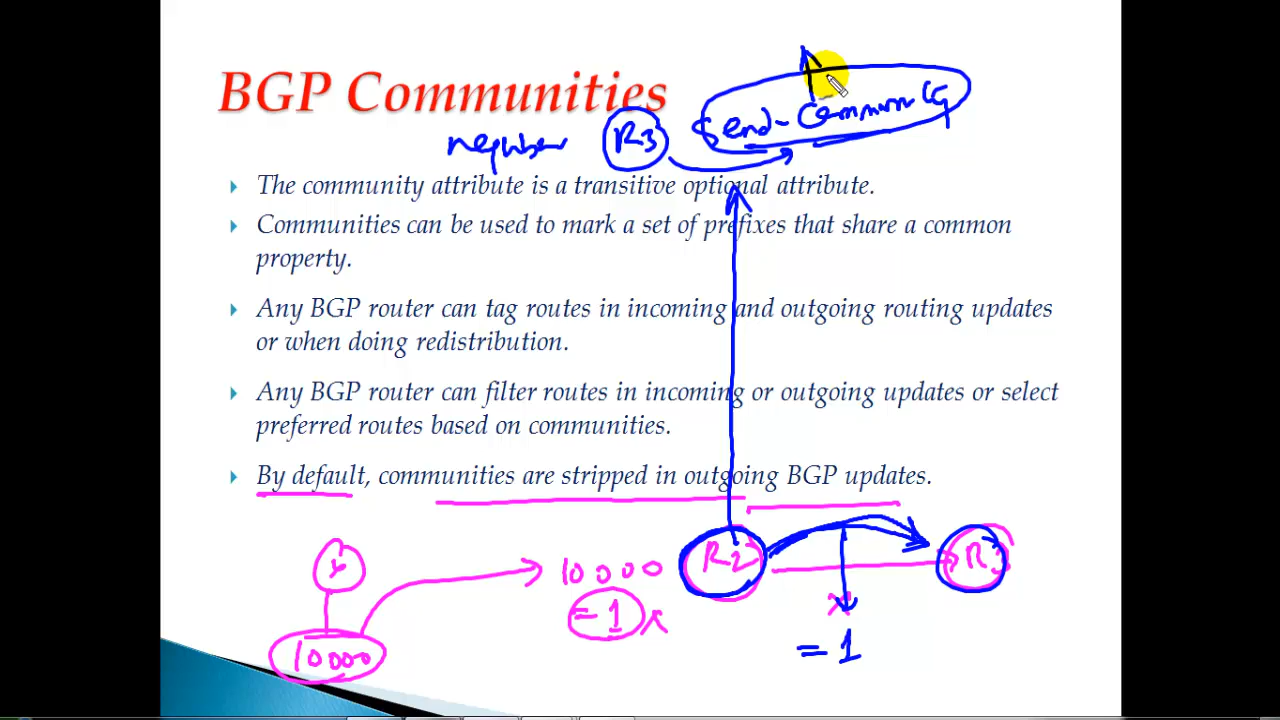 BGP Communities
Send-Community
neighbor R3
The community attribute is a transitive optional attribute.
Communities can be used to mark a set of prefixes that share a common
property.
Any BGP router can tag routes in incoming and outgoing routing updates
or when doing redistribution.
Any BGP router can filter routes in incoming or outgoing updates or select
preferred routes based on communities.
By default, communities are stripped in outgoing BGP updates.
10000 R2 R3
= 1 x x
= 1
10000